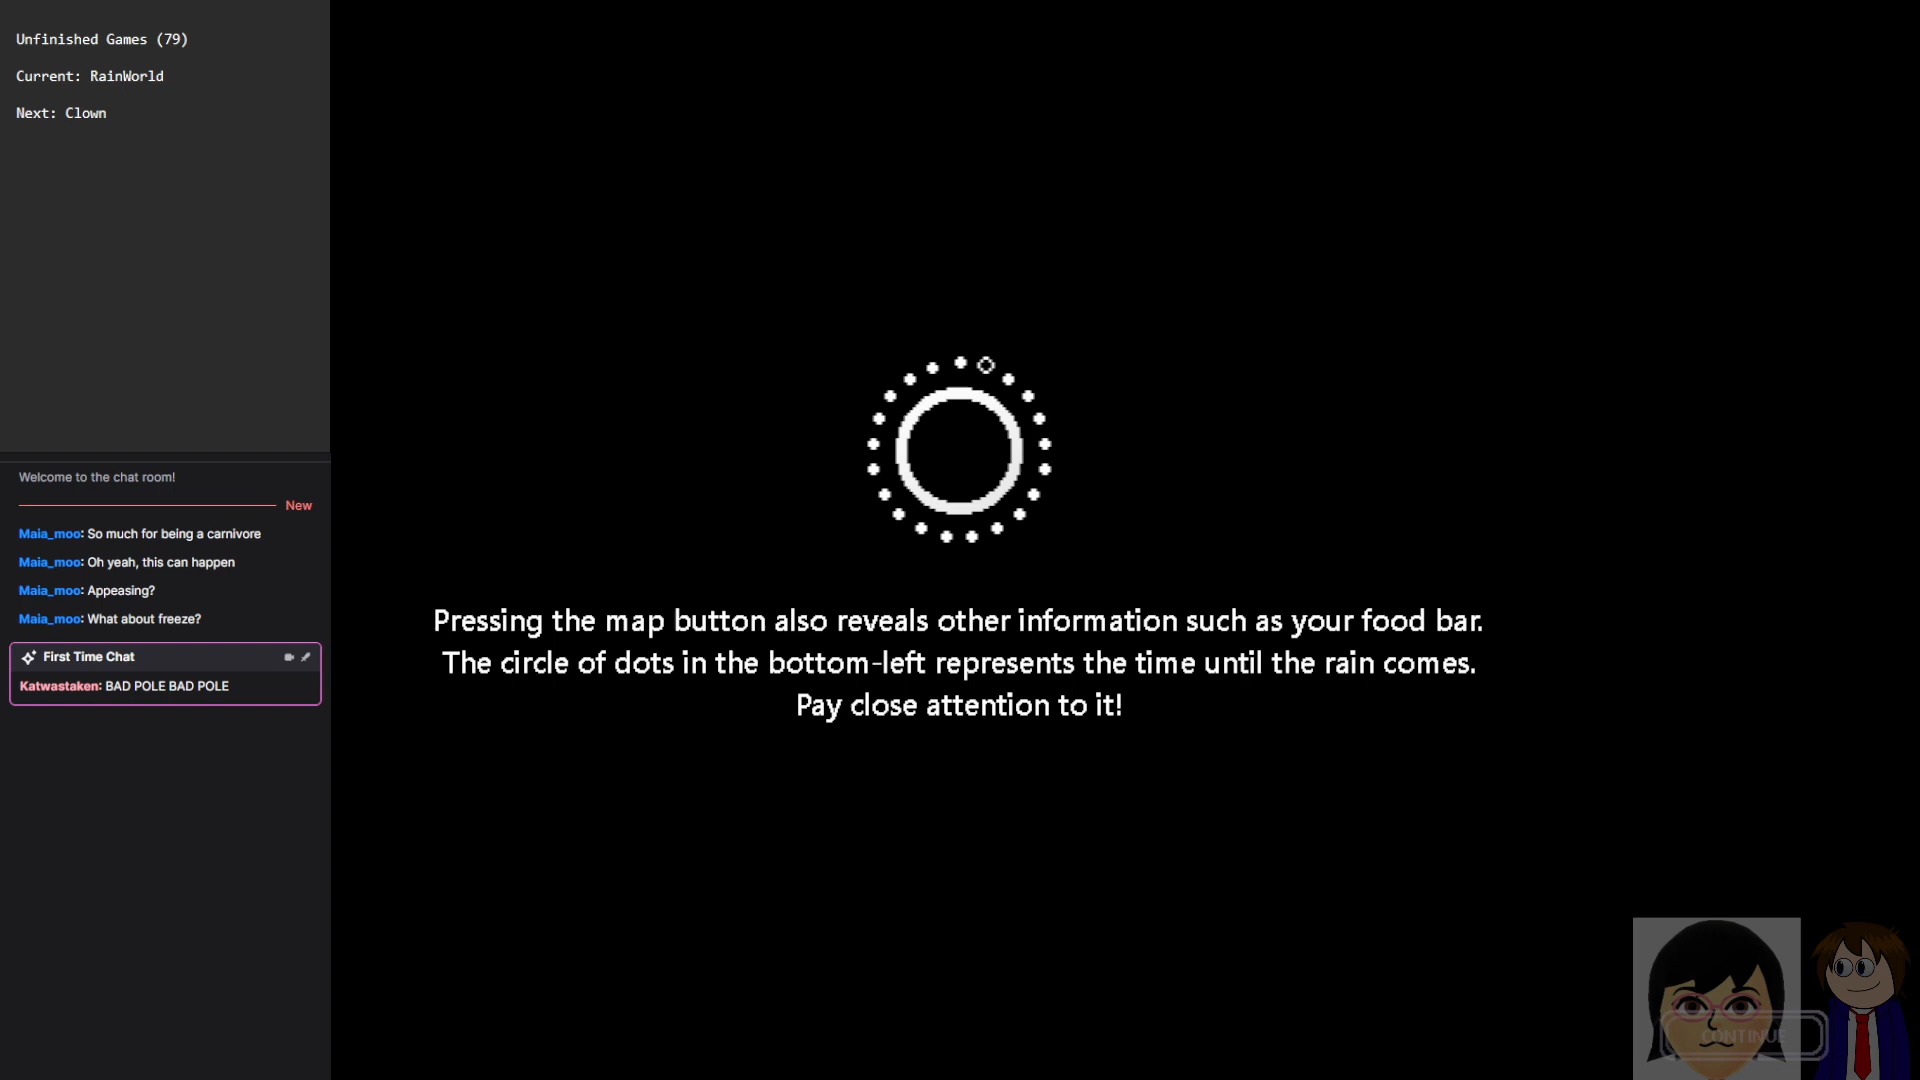 Unfinished Games (79)
Current: RainWorld
Next: Clown
Welcome to the chat room!
New
Maia_moo: So much for being a carnivore
Maia_moo: Oh yeah, this can happen
Maia_moo: Appeasing?
Maia_moo: What about freeze?
First Time Chat
Katwastaken: BAD POLE BAD POLE
Pressing the map button also reveals other information such as your food bar.
The circle of dots in the bottom-left represents the time until the rain comes.
Pay close attention to it!
CONTINUE